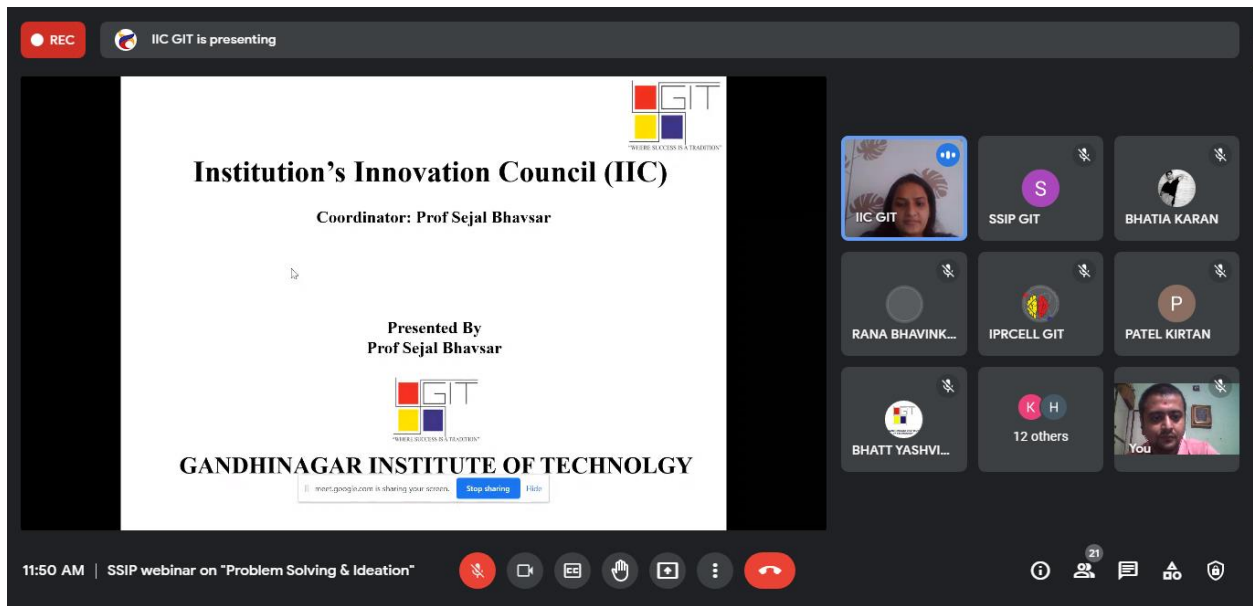 REC
IIC GIT is presenting
GIT
"WHERE SUCCESS IS A TRADITION"
Institution's Innovation Council (IIC)
Coordinator: Prof Sejal Bhavsar
Presented By
Prof Sejal Bhavsar
GIT
"WHERE SUCCESS IS A TRADITION"
GANDHINAGAR INSTITUTE OF TECHNOLGY
meet.google.com is sharing your screen. Stop sharing Hide
IIC GIT
S
SSIP GIT
BHATIA KARAN
RANA BHAVINK...
IPRCELL GIT
P
PATEL KIRTAN
GIT
BHATT YASHVI...
K H
12 others
You
11:50 AM | SSIP webinar on "Problem Solving & Ideation"
CC
21